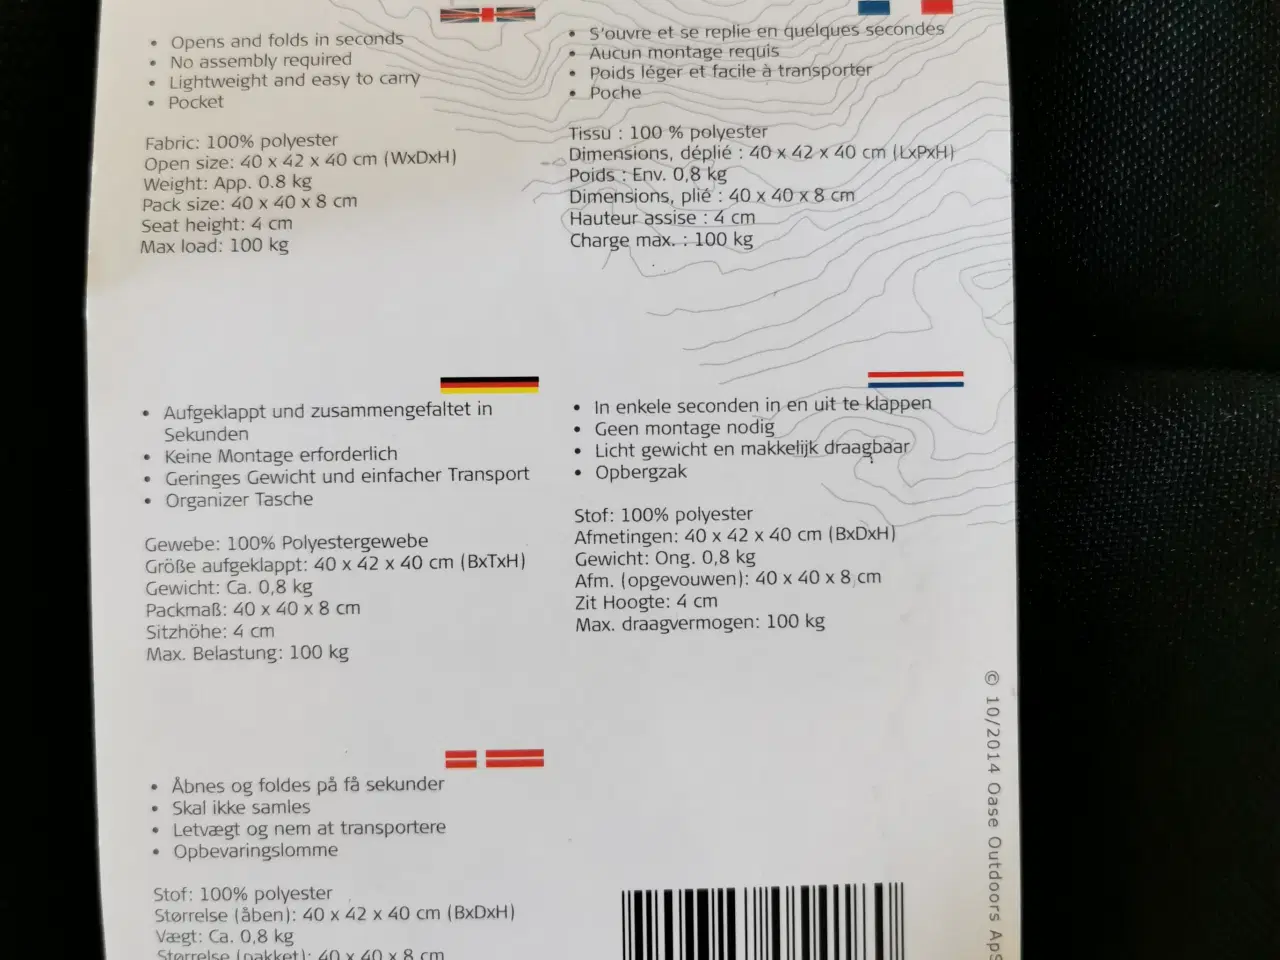 • Opens and folds in seconds
• No assembly required
• Lightweight and easy to carry
• Pocket
Fabric: 100% polyester
Open size: 40 x 42 x 40 cm (WxDxH)
Weight: App. 0.8 kg
Pack size: 40 x 40 x 8 cm
Seat height: 4 cm
Max load: 100 kg
• S'ouvre et se replie en quelques secondes
• Aucun montage requis
• Poids léger et facile à transporter
• Poche
Tissu : 100 % polyester
Dimensions, déplié : 40 x 42 x 40 cm (LxPxH)
Poids : Env. 0,8 kg
Dimensions, plié : 40 x 40 x 8 cm
Hauteur assise : 4 cm
Charge max. : 100 kg
• Aufgeklappt und zusammengefaltet in
Sekunden
• Keine Montage erforderlich
• Geringes Gewicht und einfacher Transport
• Organizer Tasche
Gewebe: 100% Polyestergewebe
Größe aufgeklappt: 40 x 42 x 40 cm (BxTxH)
Gewicht: Ca. 0,8 kg
Packmaß: 40 x 40 x 8 cm
Sitzhöhe: 4 cm
Max. Belastung: 100 kg
• In enkele seconden in en uit te klappen
• Geen montage nodig
• Licht gewicht en makkelijk draagbaar
• Opbergzak
Stof: 100% polyester
Afmetingen: 40 x 42 x 40 cm (BxDxH)
Gewicht: Ong. 0,8 kg
Afm. (opgevouwen): 40 x 40 x 8 cm
Zit Hoogte: 4 cm
Max. draagvermogen: 100 kg
• Åbnes og foldes på få sekunder
• Skal ikke samles
• Letvægt og nem at transportere
• Opbevaringslomme
Stof: 100% polyester
Størrelse (åben): 40 x 42 x 40 cm (BxDxH)
Vægt: Ca. 0,8 kg
Størrelse (pakket): 40 x 40 x 8 cm
© 10/2014 Oase Outdoors ApS